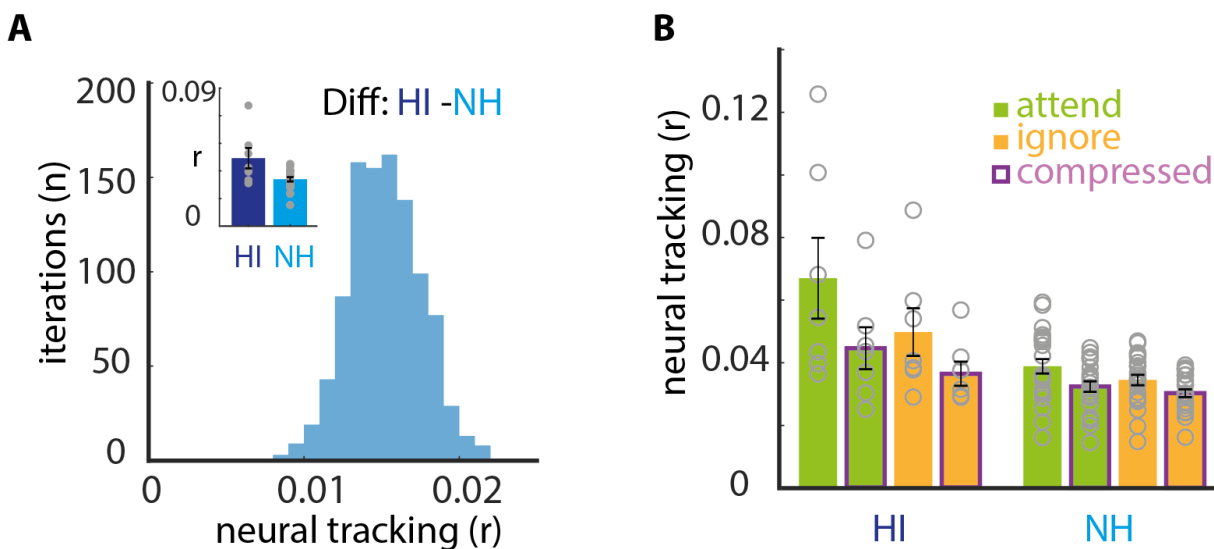 A
200
150
100
50
0
iterations (n)
0
0.01
0.02
neural tracking (r)
0.09
r
0
HI
NH
Diff: HI -NH
B
0.12
0.08
0.04
0
neural tracking (r)
attend
ignore
compressed
HI
NH